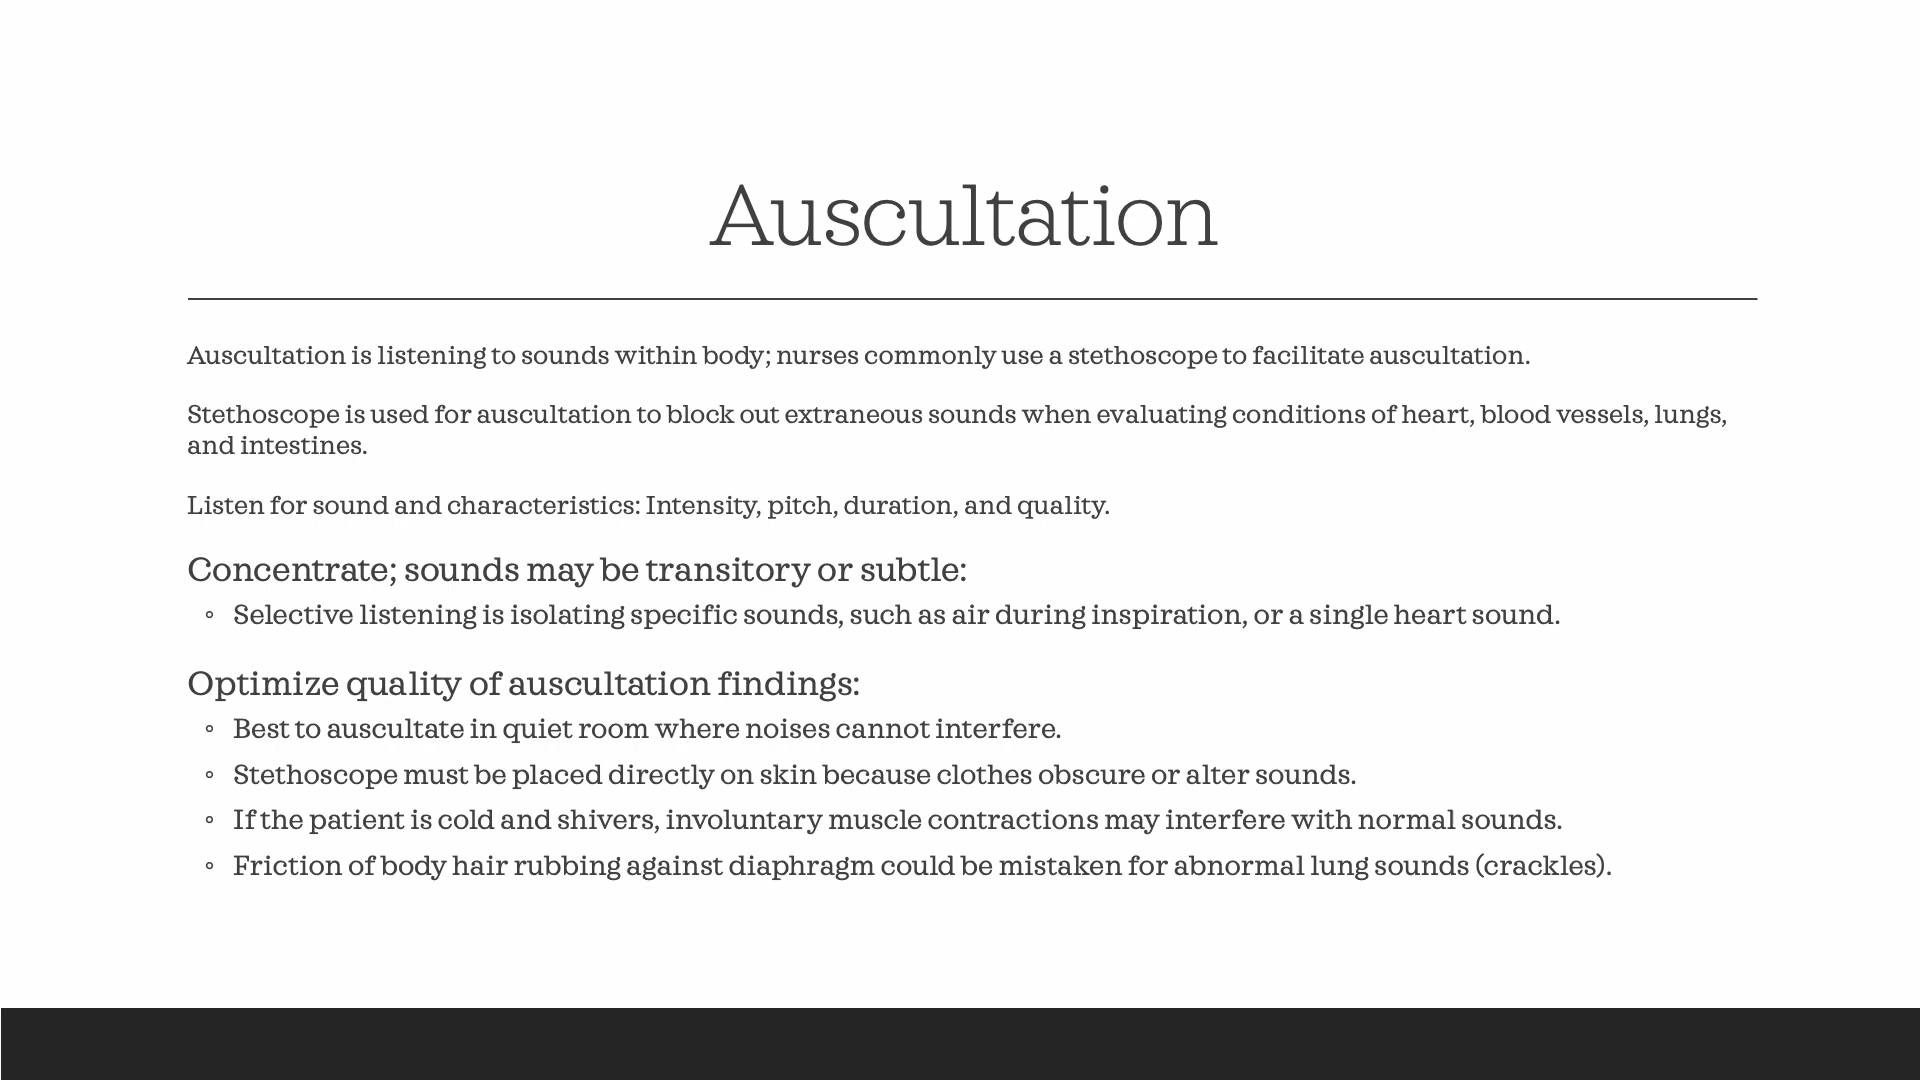 Auscultation
Auscultation is listening to sounds within body; nurses commonly use a stethoscope to facilitate auscultation.
Stethoscope is used for auscultation to block out extraneous sounds when evaluating conditions of heart, blood vessels, lungs,
and intestines.
Listen for sound and characteristics: Intensity, pitch, duration, and quality.
Concentrate; sounds may be transitory or subtle:
◦ Selective listening is isolating specific sounds, such as air during inspiration, or a single heart sound.
Optimize quality of auscultation findings:
◦ Best to auscultate in quiet room where noises cannot interfere.
◦ Stethoscope must be placed directly on skin because clothes obscure or alter sounds.
◦ If the patient is cold and shivers, involuntary muscle contractions may interfere with normal sounds.
◦ Friction of body hair rubbing against diaphragm could be mistaken for abnormal lung sounds (crackles).